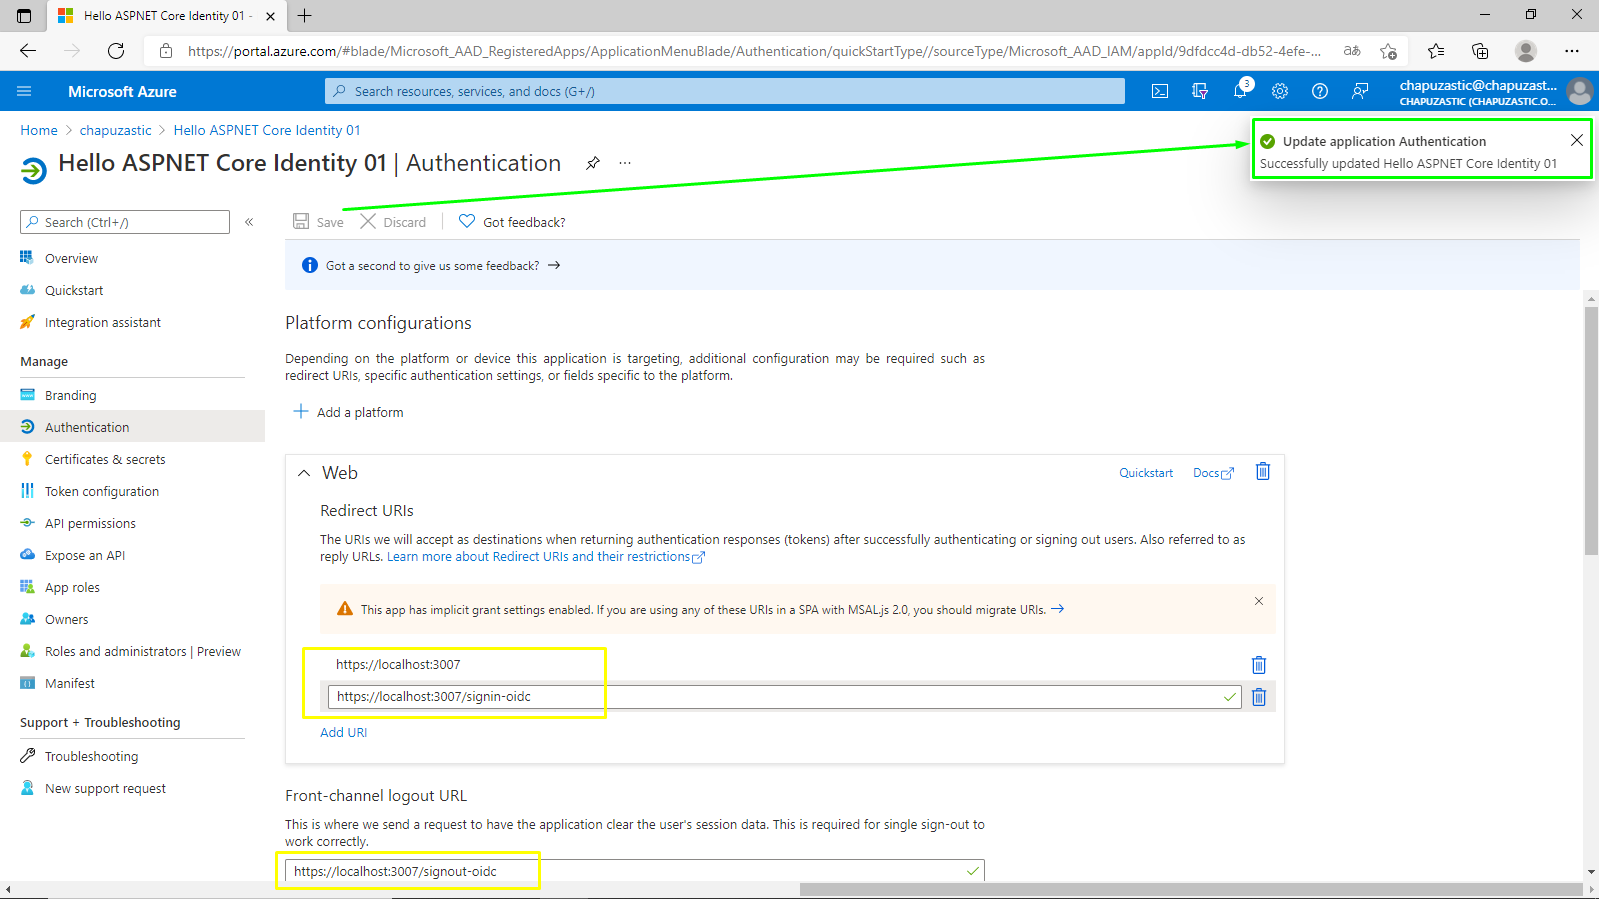 Hello ASPNET Core Identity 01 -
https://portal.azure.com/#blade/Microsoft_AAD_RegisteredApps/ApplicationMenuBlade/Authentication/quickStartType//sourceType/Microsoft_AAD_IAM/appId/9dfdcc4d-db52-4efe-...
Microsoft Azure
Search resources, services, and docs (G+/)
3
chapuzastic@chapuzast...
CHAPUZASTIC (CHAPUZASTIC.O...
Home > chapuzastic > Hello ASPNET Core Identity 01
Hello ASPNET Core Identity 01 | Authentication
Update application Authentication
Successfully updated Hello ASPNET Core Identity 01
Search (Ctrl+/)
Save
Discard
Got feedback?
Got a second to give us some feedback?
Overview
Quickstart
Integration assistant
Manage
Branding
Authentication
Certificates & secrets
Token configuration
API permissions
Expose an API
App roles
Owners
Roles and administrators | Preview
Manifest
Support + Troubleshooting
Troubleshooting
New support request
Platform configurations
Depending on the platform or device this application is targeting, additional configuration may be required such as
redirect URIs, specific authentication settings, or fields specific to the platform.
Add a platform
Web
Quickstart
Docs
Redirect URIs
The URIs we will accept as destinations when returning authentication responses (tokens) after successfully authenticating or signing out users. Also referred to as
reply URLs. Learn more about Redirect URIs and their restrictions
This app has implicit grant settings enabled. If you are using any of these URIs in a SPA with MSAL.js 2.0, you should migrate URIs.
https://localhost:3007
https://localhost:3007/signin-oidc
Add URI
Front-channel logout URL
This is where we send a request to have the application clear the user's session data. This is required for single sign-out to
work correctly.
https://localhost:3007/signout-oidc